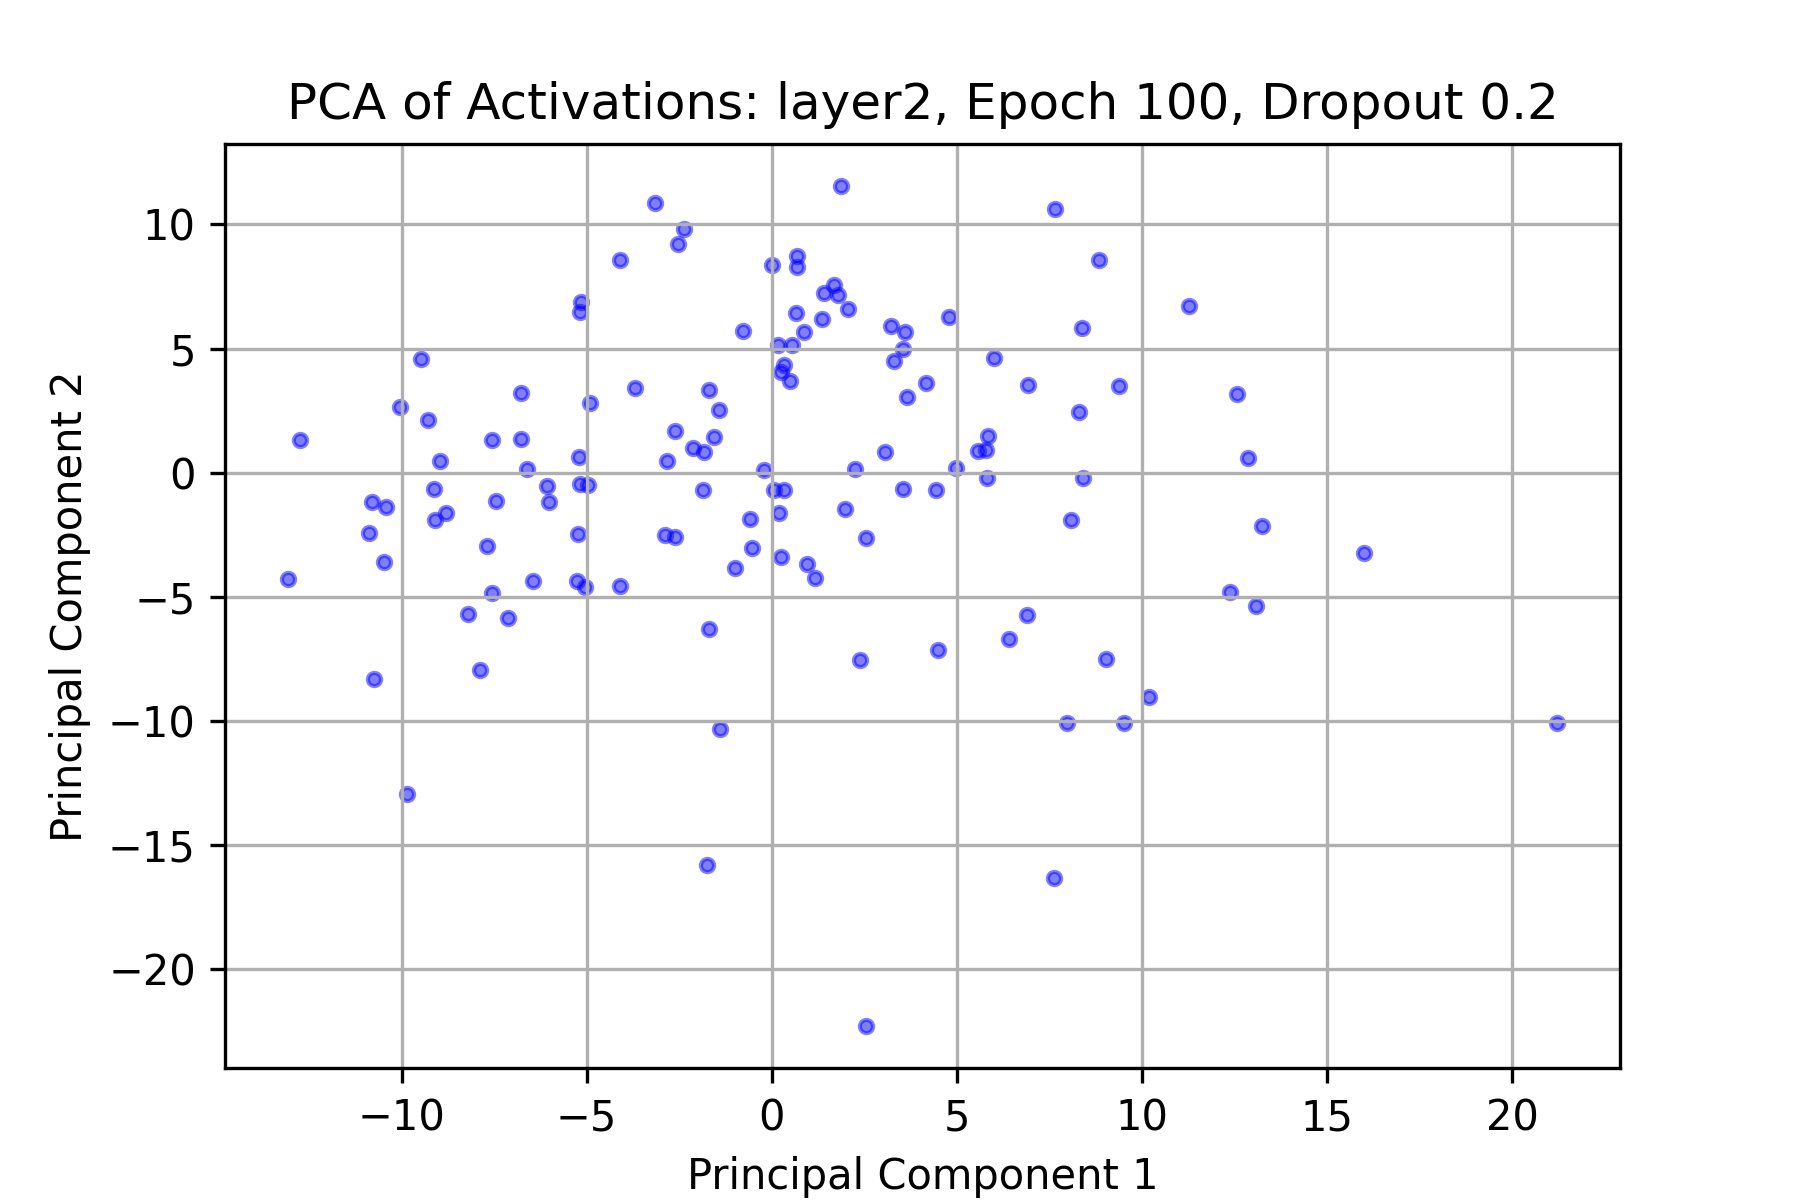 PCA of Activations: layer2, Epoch 100, Dropout 0.2
Principal Component 2
10
5
0
−5
−10
−15
−20
−10 −5 0 5 10 15 20
Principal Component 1